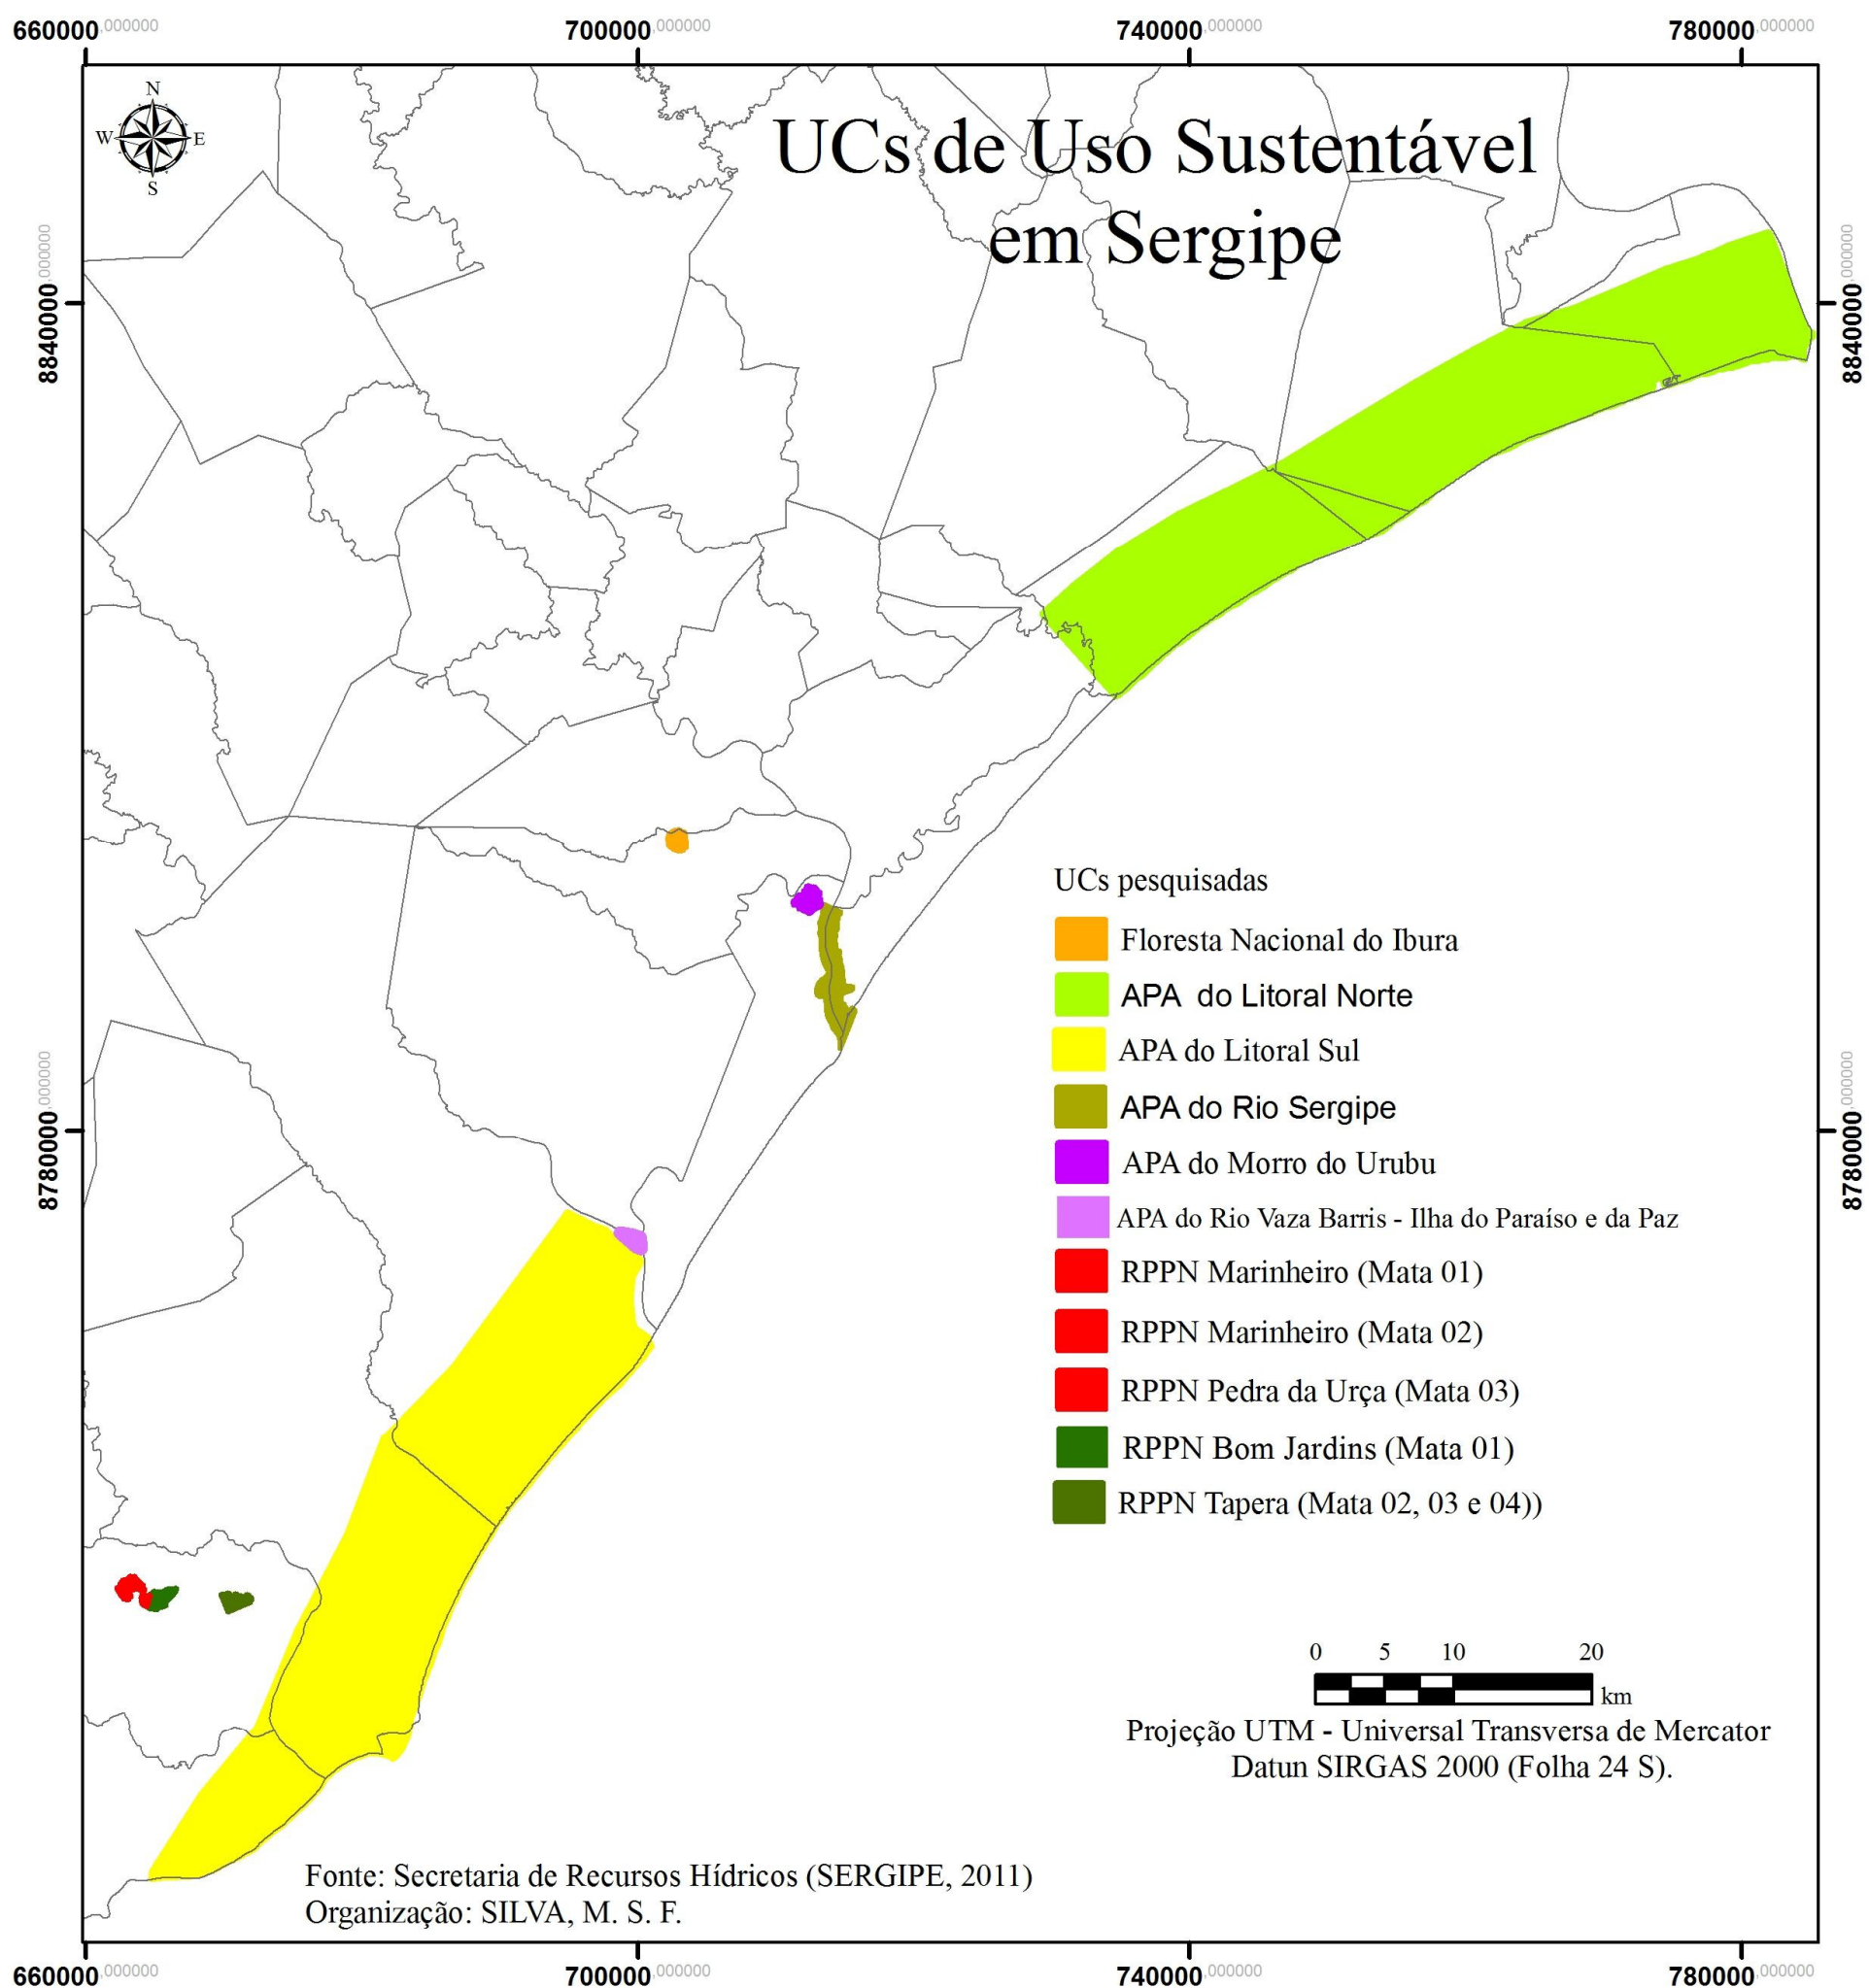 660000,000000 700000,000000 740000,000000 780000,000000
N
W E
S
UCs de Uso Sustentável
em Sergipe
8840000,000000 8840000,000000
UCs pesquisadas
Floresta Nacional do Ibura
APA do Litoral Norte
APA do Litoral Sul
APA do Rio Sergipe
APA do Morro do Urubu
APA do Rio Vaza Barris - Ilha do Paraíso e da Paz
RPPN Marinheiro (Mata 01)
RPPN Marinheiro (Mata 02)
RPPN Pedra da Urça (Mata 03)
RPPN Bom Jardins (Mata 01)
RPPN Tapera (Mata 02, 03 e 04))
8780000,000000 8780000,000000
0 5 10 20
km
Projeção UTM - Universal Transversa de Mercator
Datun SIRGAS 2000 (Folha 24 S).
Fonte: Secretaria de Recursos Hídricos (SERGIPE, 2011)
Organização: SILVA, M. S. F.
660000,000000 700000,000000 740000,000000 780000,000000